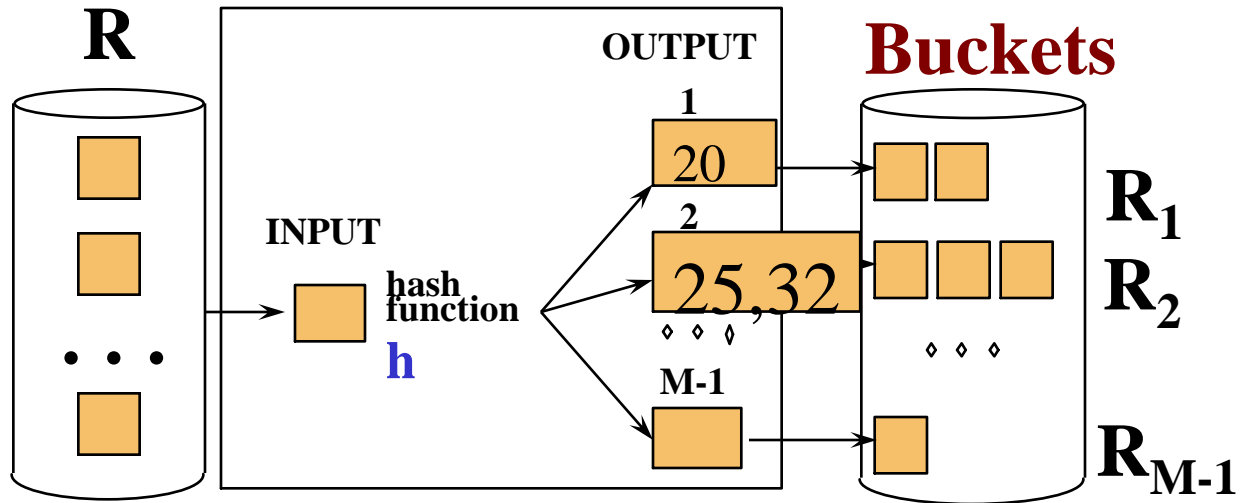 R
OUTPUT
Buckets
1
20
R1
INPUT
2
hash
function
h
25,32
R2
M-1
RM-1